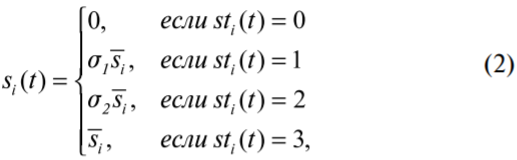 0, если st_i(t) = 0
σ_1 s̅_i, если st_i(t) = 1
s_i(t) = (2)
σ_2 s̅_i, если st_i(t) = 2
s̅_i, если st_i(t) = 3,